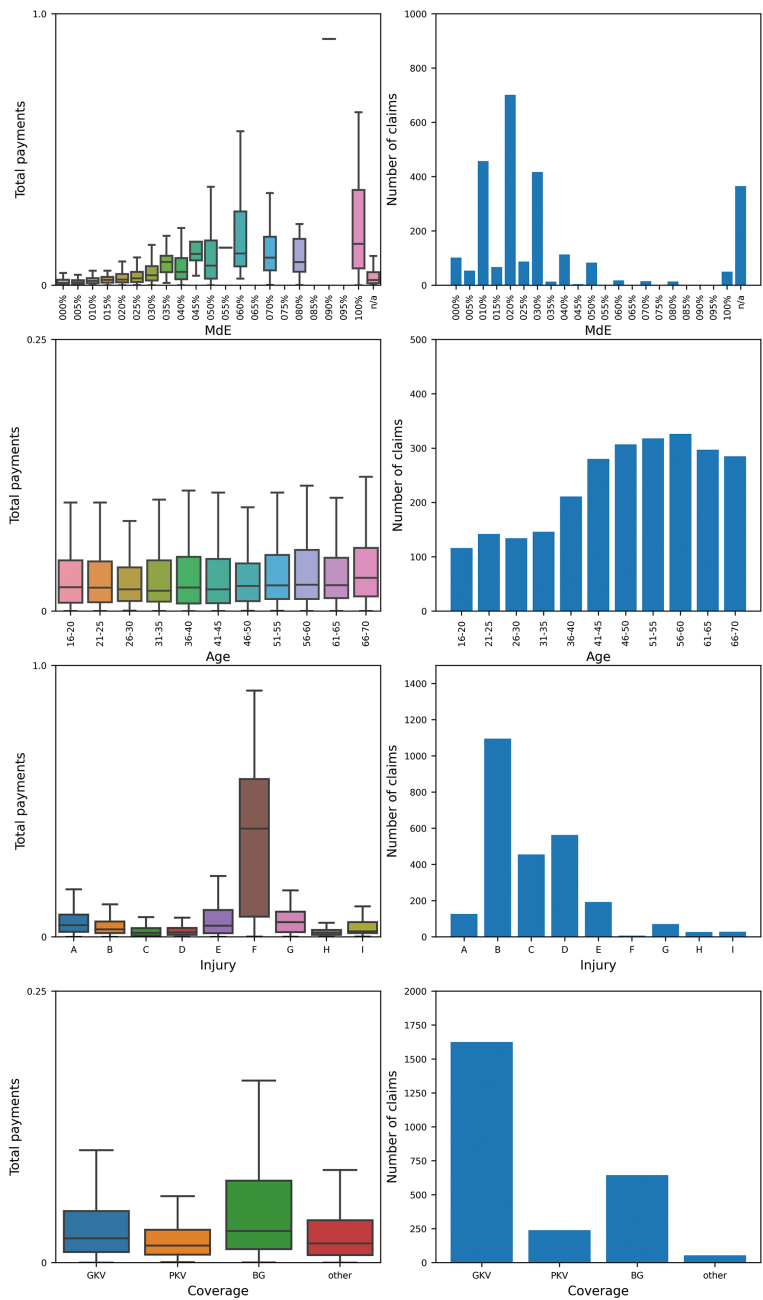 1.0
0
Total payments
000% 005% 010% 015% 020% 025% 030% 035% 040% 045% 050% 055% 060% 065% 070% 075% 080% 085% 090% 095% 100% n/a
MdE
1000
800
600
400
200
0
Number of claims
000% 005% 010% 015% 020% 025% 030% 035% 040% 045% 050% 055% 060% 065% 070% 075% 080% 085% 090% 095% 100% n/a
MdE
0.25
0
Total payments
16-20 21-25 26-30 31-35 36-40 41-45 46-50 51-55 56-60 61-65 66-70
Age
500
400
300
200
100
0
Number of claims
16-20 21-25 26-30 31-35 36-40 41-45 46-50 51-55 56-60 61-65 66-70
Age
1.0
0
Total payments
A B C D E F G H I
Injury
1400
1200
1000
800
600
400
200
0
Number of claims
A B C D E F G H I
Injury
0.25
0
Total payments
GKV PKV BG other
Coverage
2000
1750
1500
1250
1000
750
500
250
0
Number of claims
GKV PKV BG other
Coverage